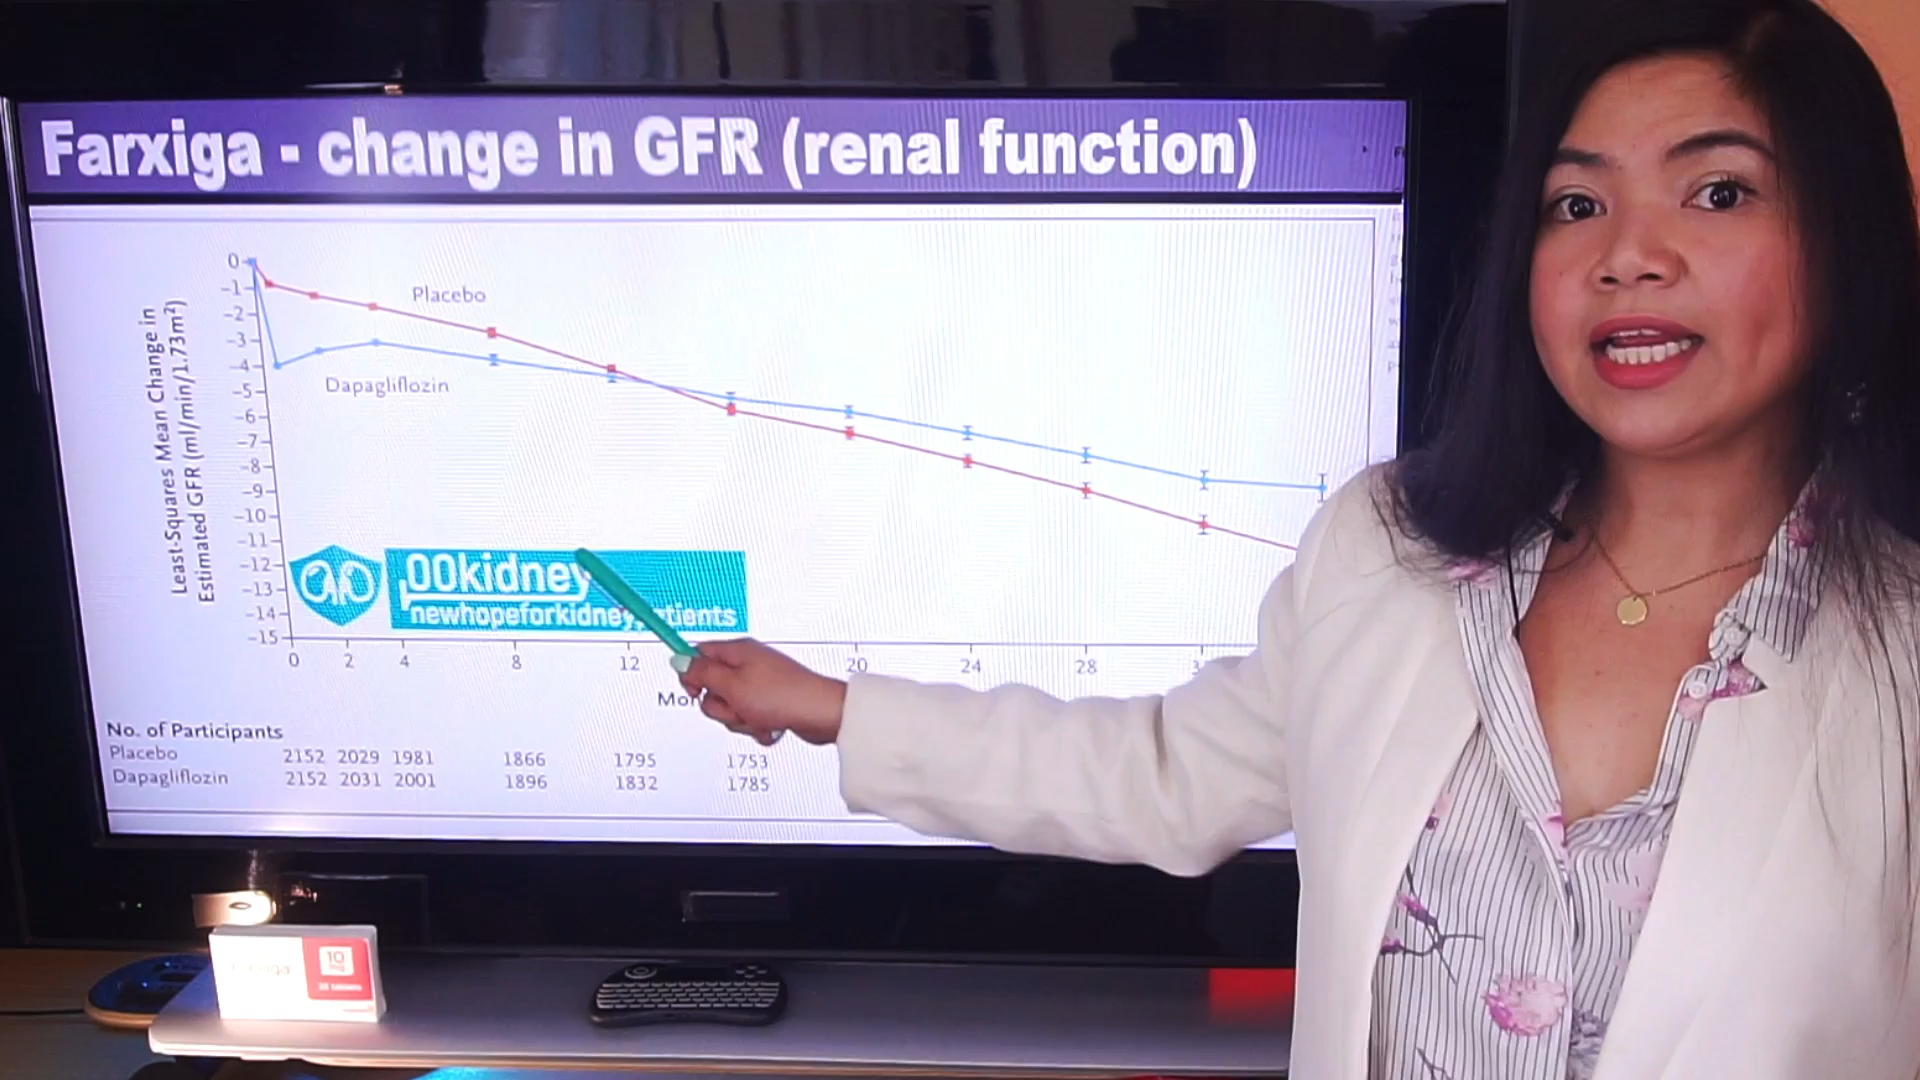 Farxiga - change in GFR (renal function)
Least-Squares Mean Change in
Estimated GFR (ml/min/1.73m²)
0
-1
-2
-3
-4
-5
-6
-7
-8
-9
-10
-11
-12
-13
-14
-15
Placebo
Dapagliflozin
00kidney
newhopeforkidney
0 2 4 8 12 20 24 28
No. of Participants
Placebo 2152 2029 1981 1866 1795 1753
Dapagliflozin 2152 2031 2001 1896 1832 1785
10
mg